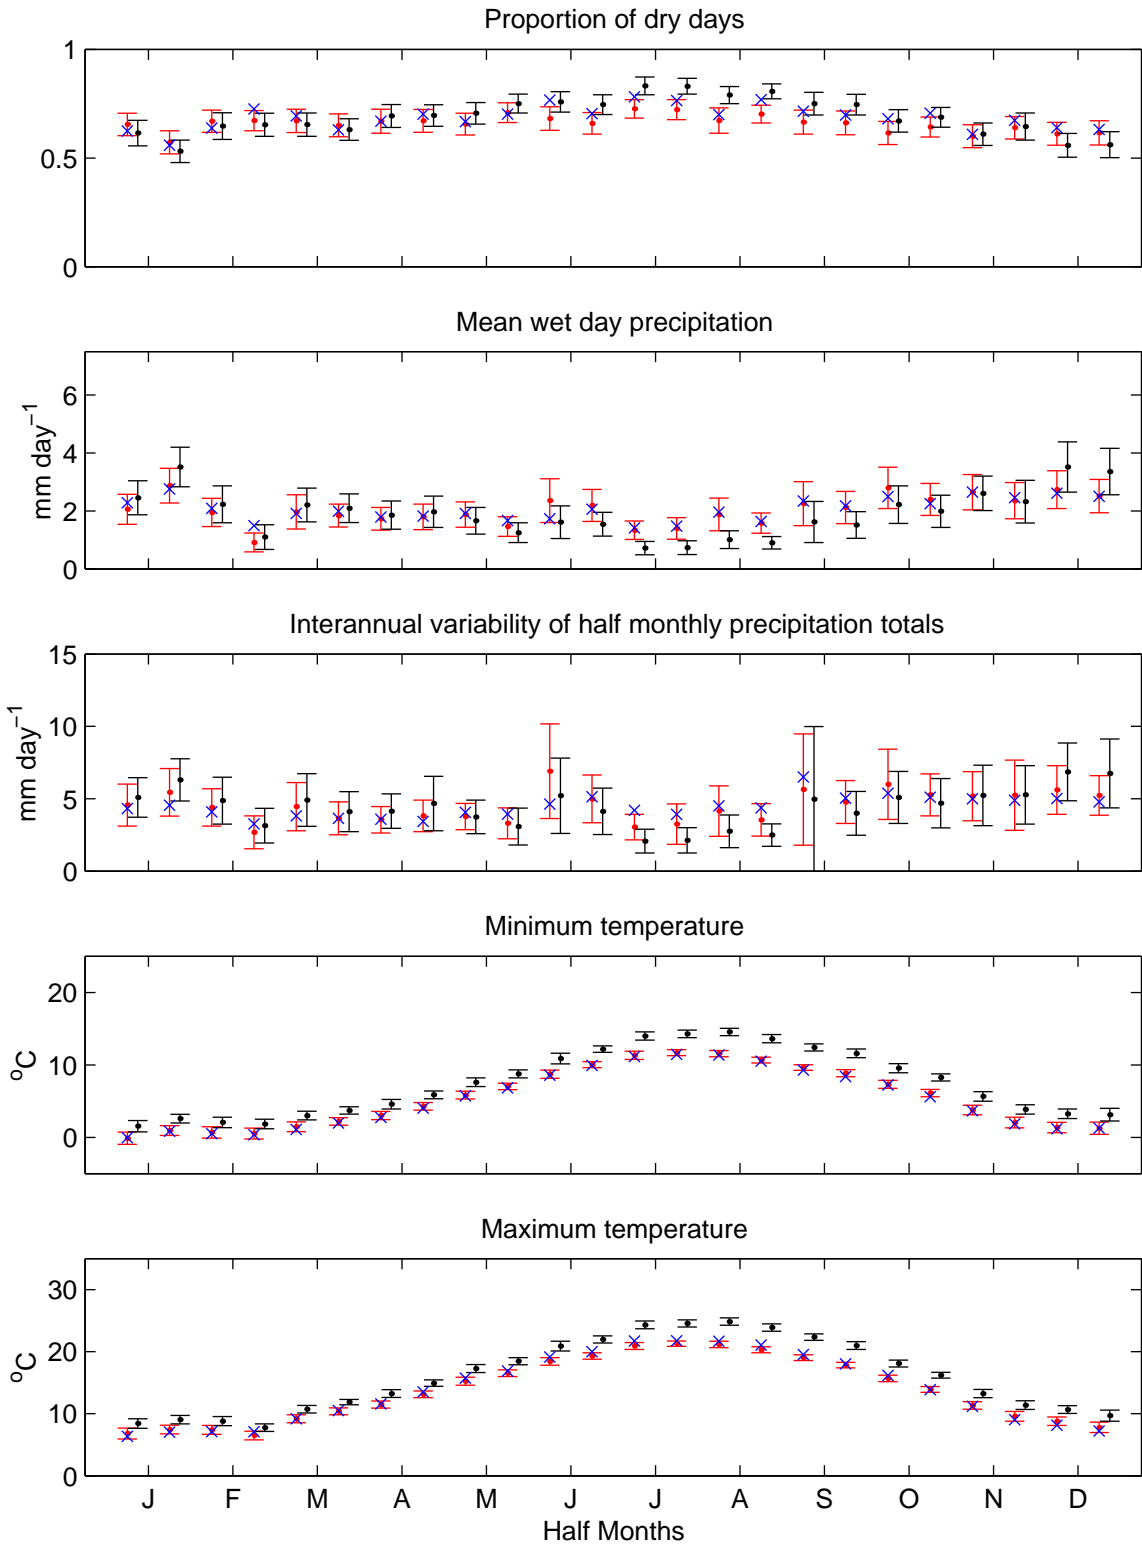 Proportion of dry days
1
0.5
0
Mean wet day precipitation
mm day⁻¹
6
4
2
0
Interannual variability of half monthly precipitation totals
mm day⁻¹
15
10
5
0
Minimum temperature
ºC
20
10
0
Maximum temperature
ºC
30
20
10
0
J F M A M J J A S O N D
Half Months